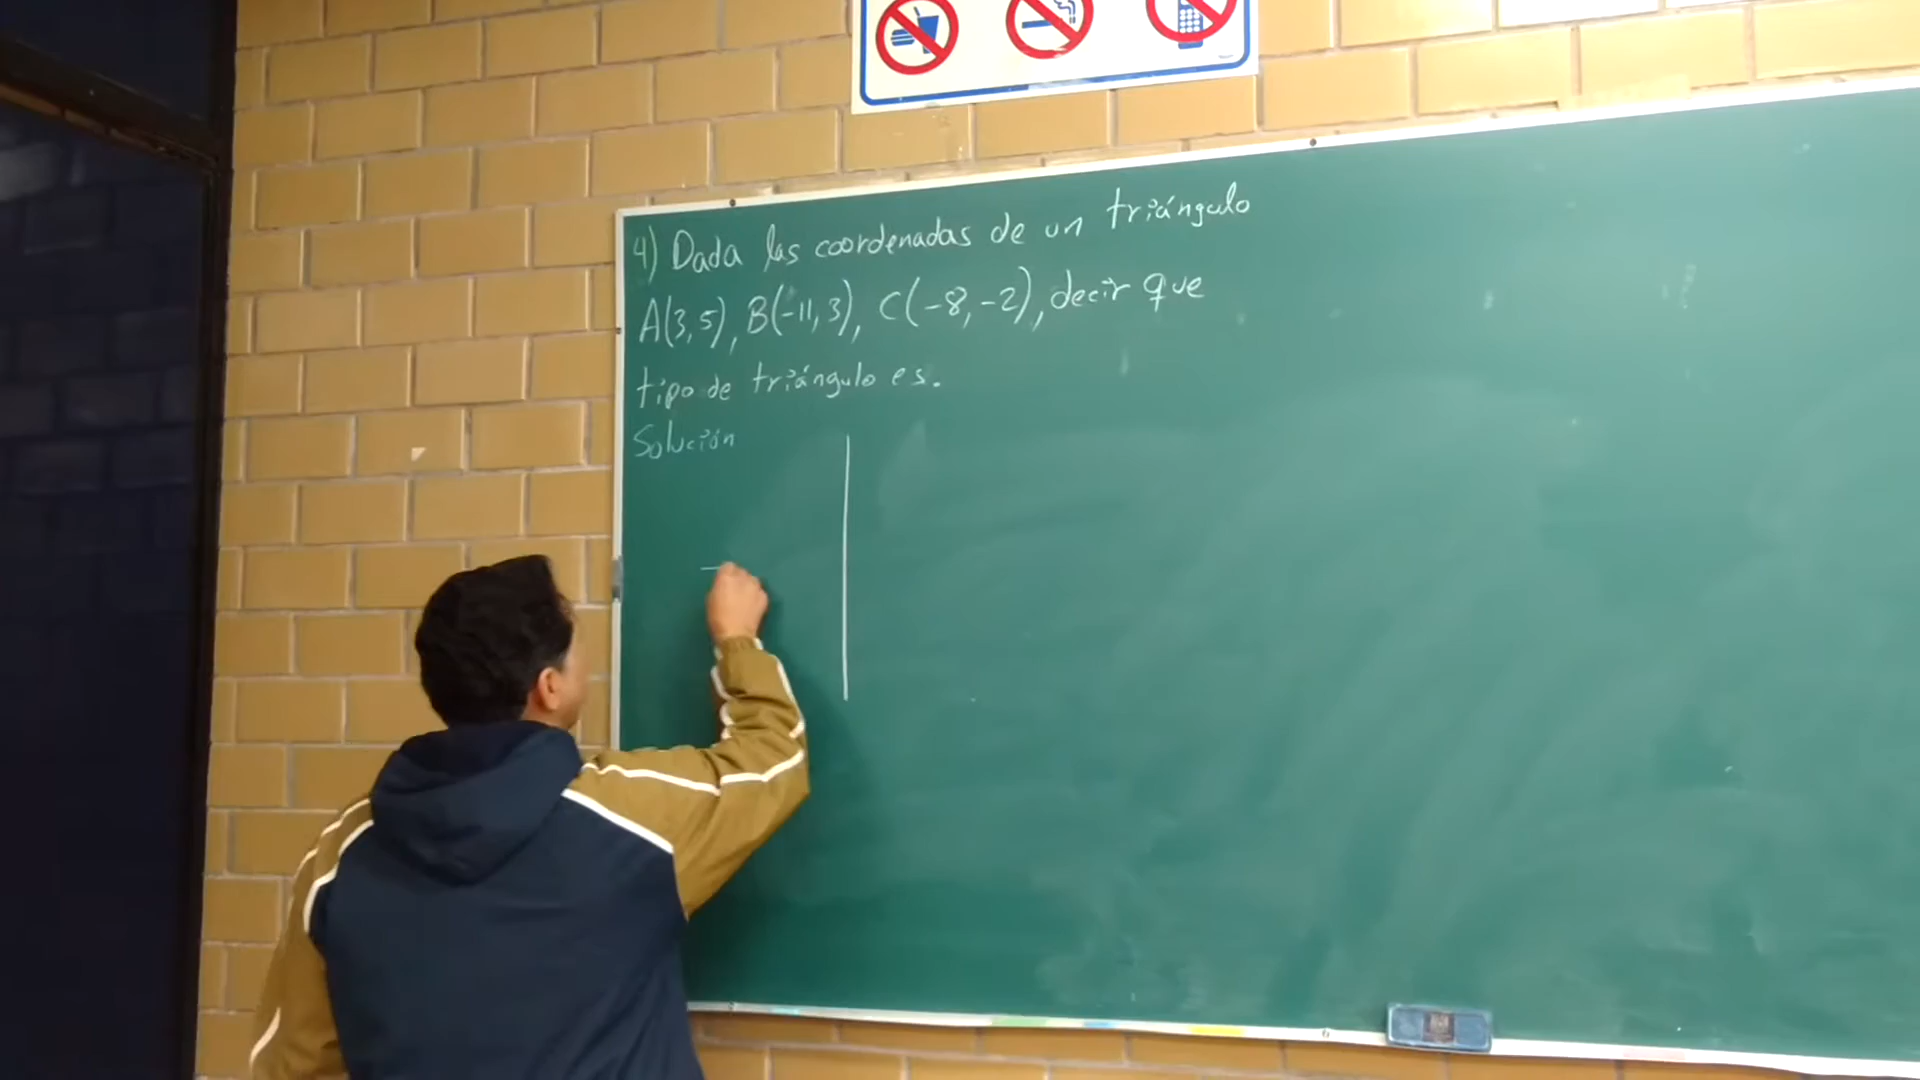 4) Dada las coordenadas de un triángulo
A(3,5), B(-11,3), C(-8,-2), decir que
tipo de triángulo es.
Solución